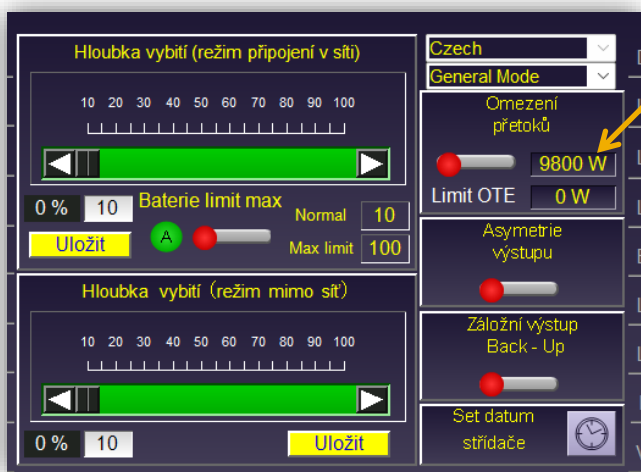 Hloubka vybití (režim připojení v síti)
10 20 30 40 50 60 70 80 90 100
0 % 10
Baterie limit max
A
Normal 10
Max limit 100
Uložit
Hloubka vybití (režim mimo síť)
10 20 30 40 50 60 70 80 90 100
0 % 10
Uložit
Czech
General Mode
Omezení
přetoků
9800 W
Limit OTE 0 W
Asymetrie
výstupu
Záložní výstup
Back - Up
Set datum
střídače